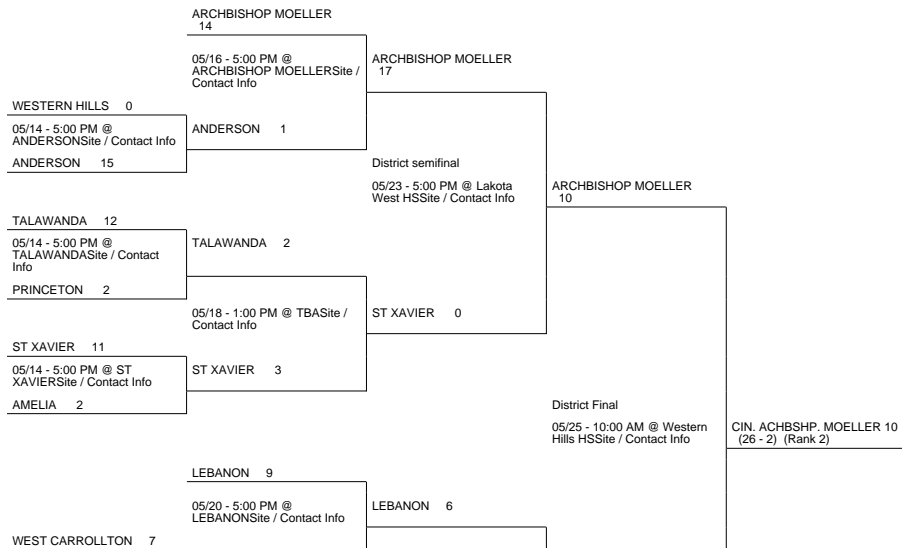 ARCHBISHOP MOELLER
14
05/16 - 5:00 PM @
ARCHBISHOP MOELLERSite /
Contact Info
ARCHBISHOP MOELLER
17
WESTERN HILLS 0
05/14 - 5:00 PM @
ANDERSONSite / Contact Info
ANDERSON 15
ANDERSON 1
District semifinal
05/23 - 5:00 PM @ Lakota
West HSSite / Contact Info
ARCHBISHOP MOELLER
10
TALAWANDA 12
05/14 - 5:00 PM @
TALAWANDASite / Contact
Info
PRINCETON 2
TALAWANDA 2
05/18 - 1:00 PM @ TBASite /
Contact Info
ST XAVIER 0
ST XAVIER 11
05/14 - 5:00 PM @ ST
XAVIERSite / Contact Info
AMELIA 2
ST XAVIER 3
District Final
05/25 - 10:00 AM @ Western
Hills HSSite / Contact Info
CIN. ACHBSHP. MOELLER 10
(26 - 2) (Rank 2)
LEBANON 9
05/20 - 5:00 PM @
LEBANONSite / Contact Info
LEBANON 6
WEST CARROLLTON 7